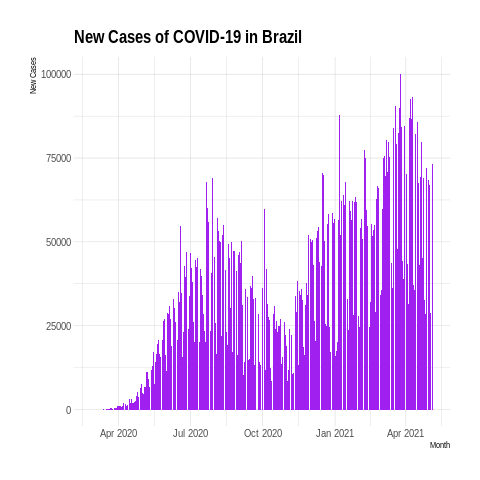 New Cases of COVID-19 in Brazil
New Cases
100000
75000
50000
25000
0
Apr 2020 Jul 2020 Oct 2020 Jan 2021 Apr 2021
Month